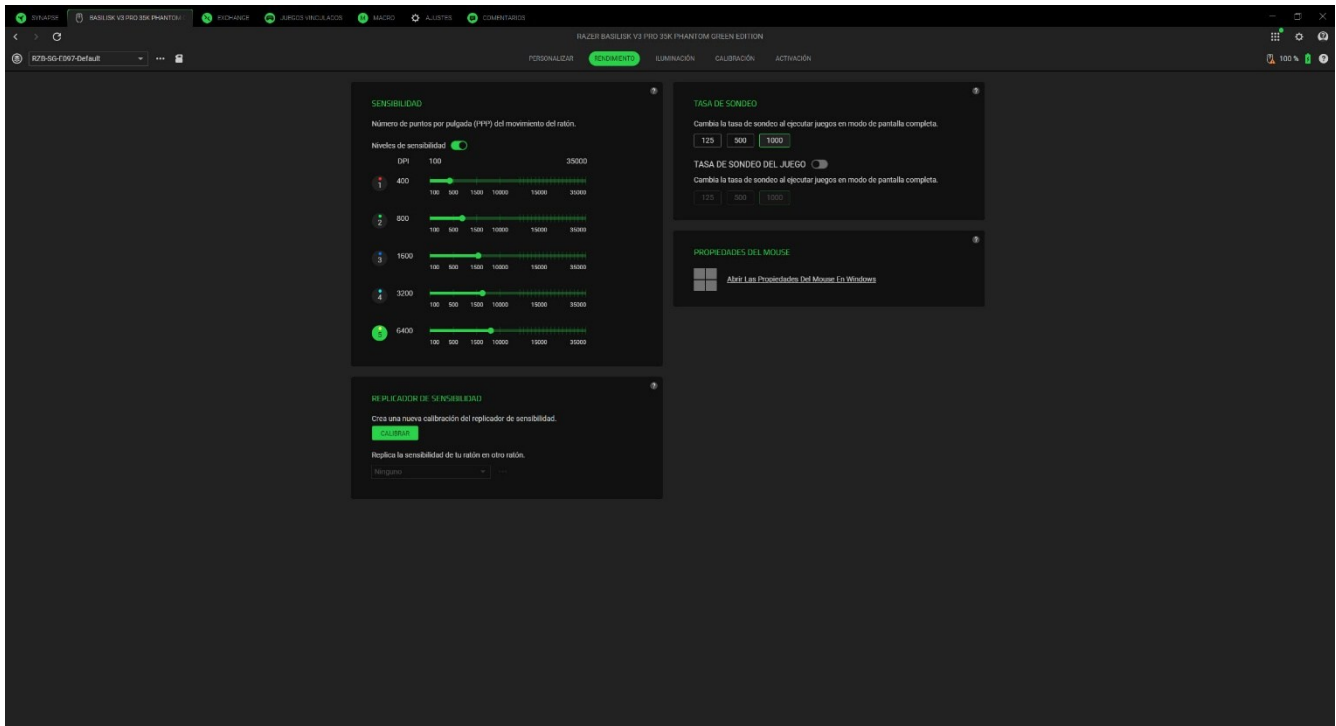 SYNAPSE
BASILISK V3 PRO 35K PHANTOM
EXCHANGE
JUEGOS VINCULADOS
MACRO
AJUSTES
COMENTARIOS
RAZER BASILISK V3 PRO 35K PHANTOM GREEN EDITION
RZB-SG-E097-Default
PERSONALIZAR
RENDIMIENTO
ILUMINACIÓN
CALIBRACIÓN
ACTIVACIÓN
100 %
SENSIBILIDAD
Número de puntos por pulgada (PPP) del movimiento del ratón.
Niveles de sensibilidad
DPI 100 35000
1 400
100 500 1500 10000 15000 35000
2 800
100 500 1500 10000 15000 35000
3 1600
100 500 1500 10000 15000 35000
4 3200
100 500 1500 10000 15000 35000
5 6400
100 500 1500 10000 15000 35000
REPLICADOR DE SENSIBILIDAD
Crea una nueva calibración del replicador de sensibilidad.
CALIBRAR
Replica la sensibilidad de tu ratón en otro ratón.
Ninguno
TASA DE SONDEO
Cambia la tasa de sondeo al ejecutar juegos en modo de pantalla completa.
125 500 1000
TASA DE SONDEO DEL JUEGO
Cambia la tasa de sondeo al ejecutar juegos en modo de pantalla completa.
125 500 1000
PROPIEDADES DEL MOUSE
Abrir Las Propiedades Del Mouse En Windows